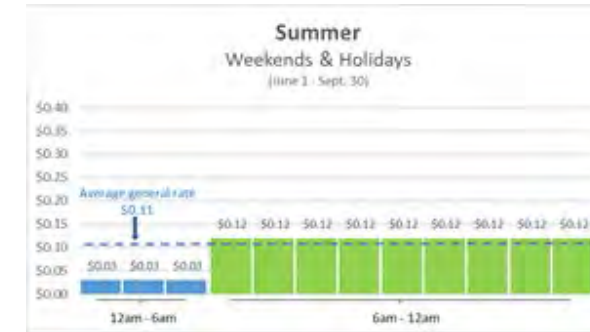 Summer
Weekends & Holidays
(June 1 - Sept. 30)
$0.40
$0.35
$0.30
$0.25
$0.20
$0.15
$0.10
$0.05
$0.00
Average general rate
$0.11
$0.03 $0.03 $0.03
$0.12 $0.12 $0.12 $0.12 $0.12 $0.12 $0.12 $0.12 $0.12
12am - 6am
6am - 12am